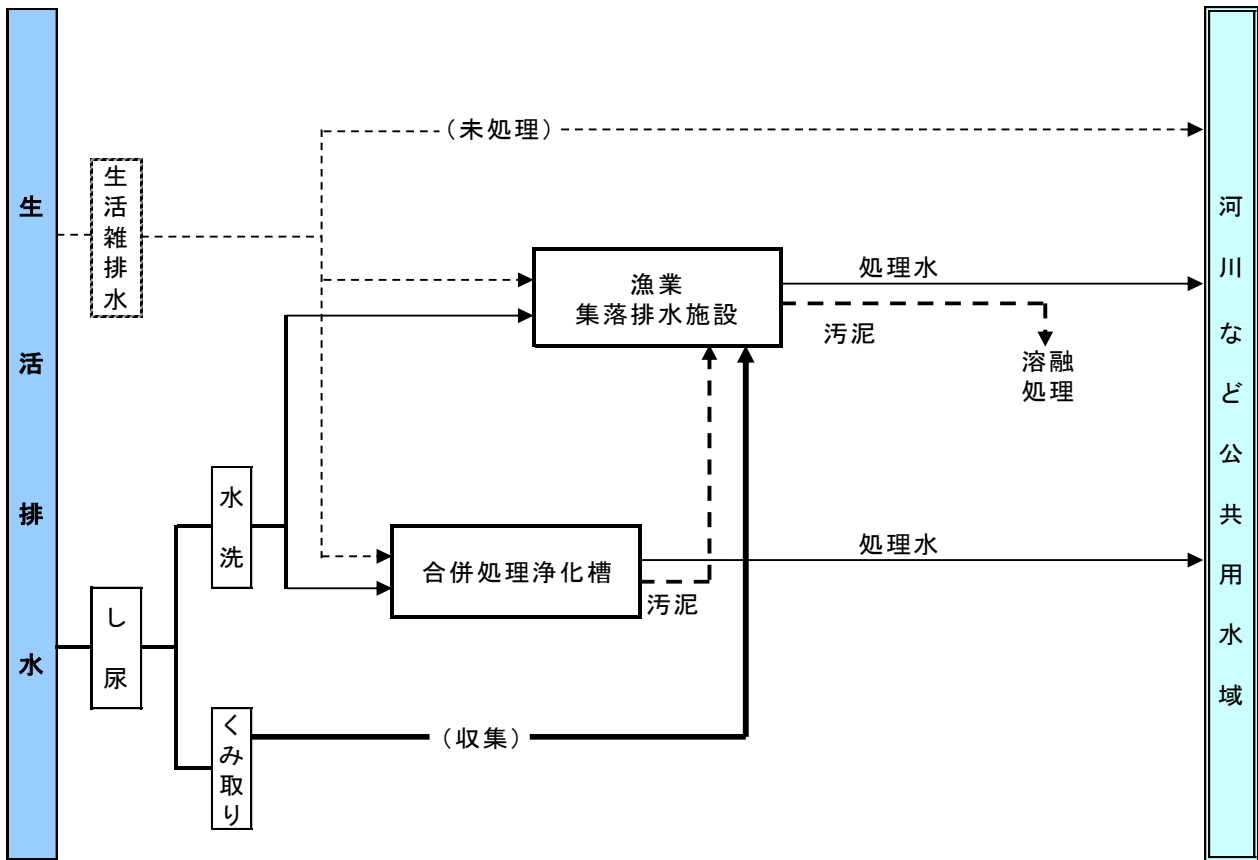 生活排水
生活雑排水
（未処理）
漁業
集落排水施設
処理水
汚泥
溶融
処理
水洗
合併処理浄化槽
処理水
汚泥
し尿
くみ取り
（収集）
河川など公共用水域